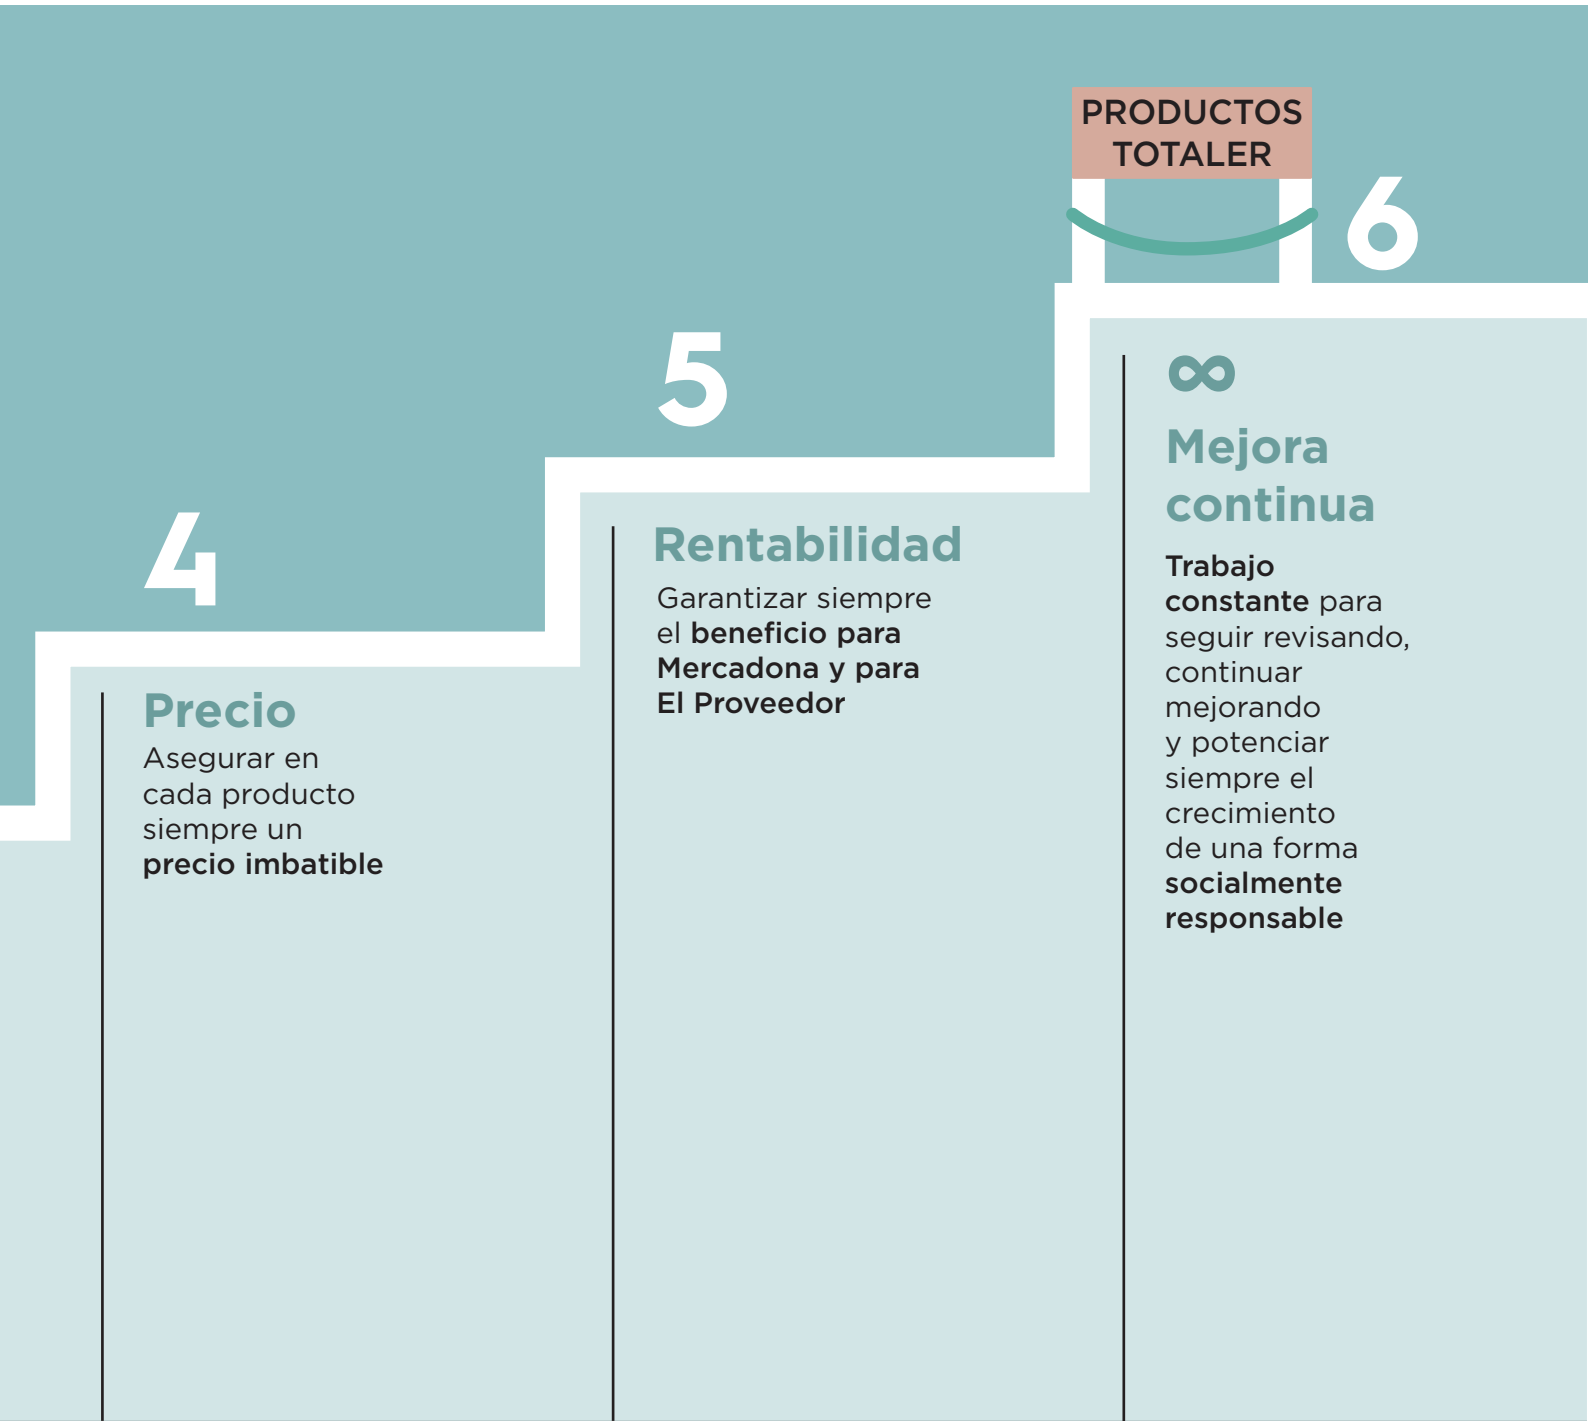 4
Precio
Asegurar en
cada producto
siempre un
precio imbatible
5
Rentabilidad
Garantizar siempre
el beneficio para
Mercadona y para
El Proveedor
PRODUCTOS
TOTALER
6
∞
Mejora
continua
Trabajo
constante para
seguir revisando,
continuar
mejorando
y potenciar
siempre el
crecimiento
de una forma
socialmente
responsable